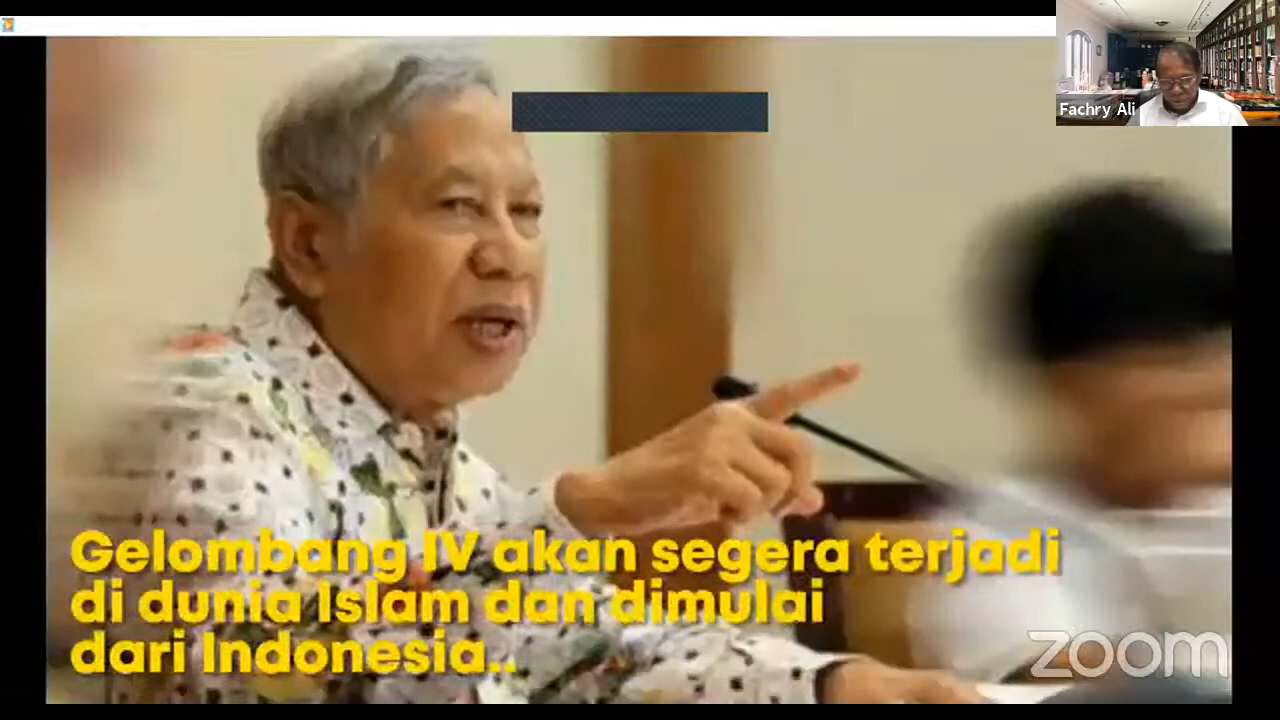 Fachry Ali
Gelombang IV akan segera terjadi
di dunia Islam dan dimulai
dari Indonesia..
zoom